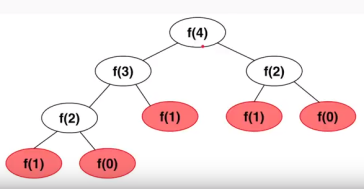 f(4)
f(3) f(2)
f(2) f(1) f(1) f(0)
f(1) f(0)